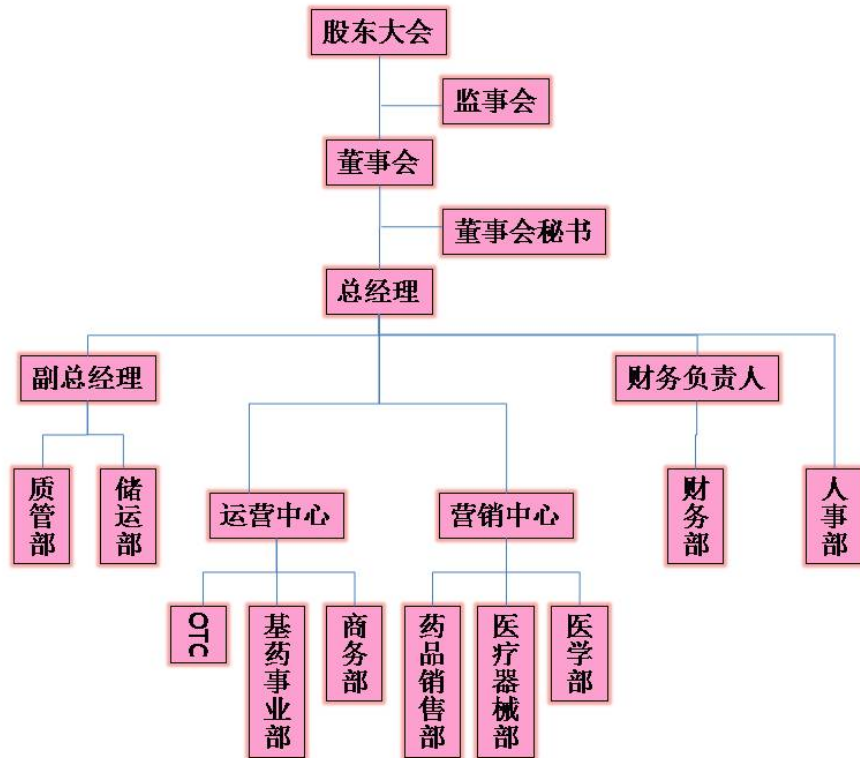 股东大会
监事会
董事会
董事会秘书
总经理
副总经理
财务负责人
质管部
储运部
运营中心
营销中心
财务部
人事部
OTC
基药事业部
商务部
药品销售部
医疗器械部
医学部